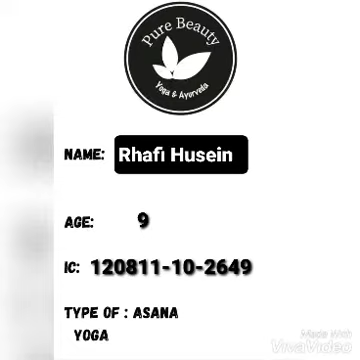 Pure Beauty
Yoga & Ayurveda
NAME: Rhafi Husein
AGE: 9
IC: 120811-10-2649
TYPE OF : ASANA
YOGA
Made With
VivaVideo